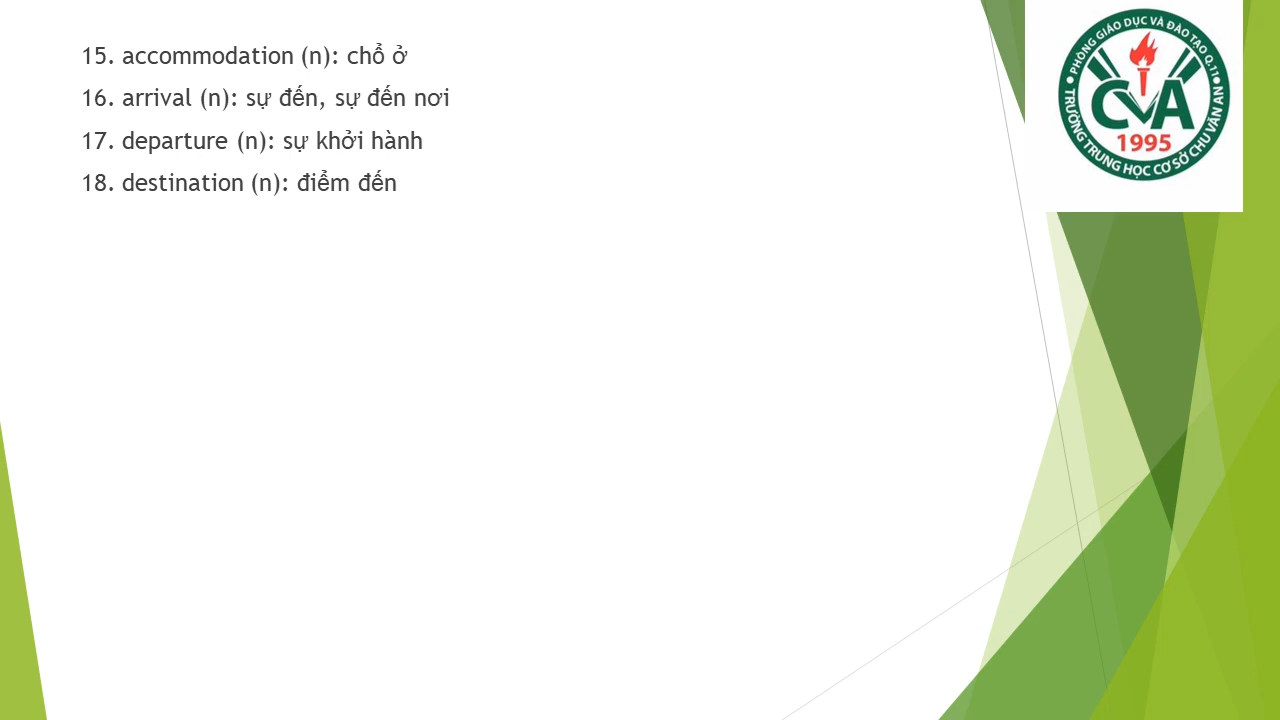 15. accommodation (n): chổ ở
16. arrival (n): sự đến, sự đến nơi
17. departure (n): sự khởi hành
18. destination (n): điểm đến
PHÒNG GIÁO DỤC VÀ ĐÀO TẠO Q.11
CVA
1995
TRƯỜNG TRUNG HỌC CƠ SỞ CHU VĂN AN